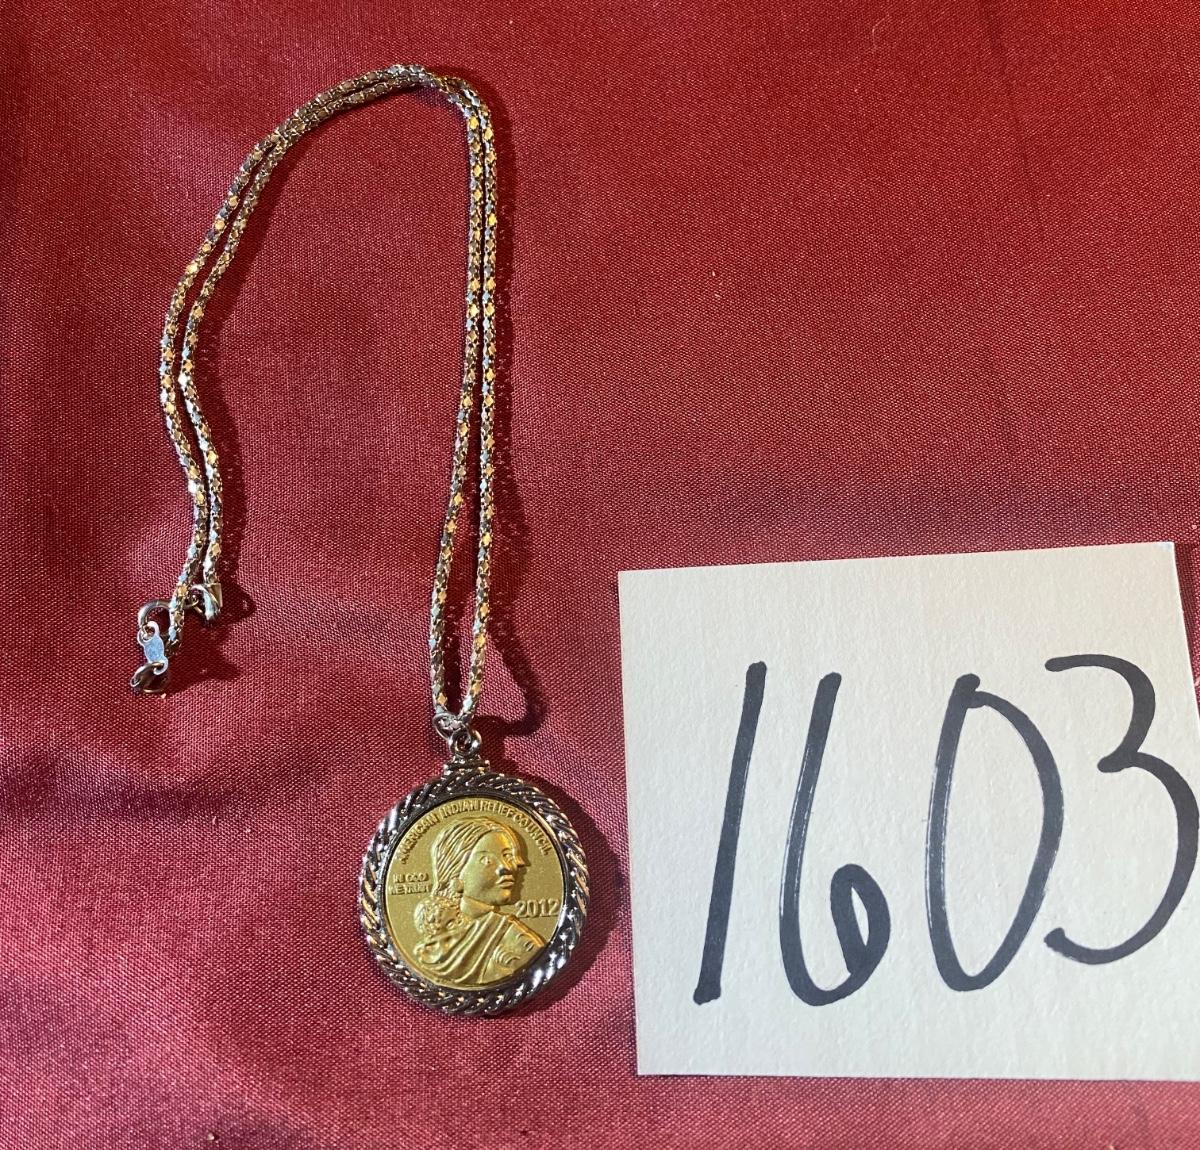 AMERICAN INDIAN RELIEF COUNCIL
IN GOD
WE TRUST
2012
1603